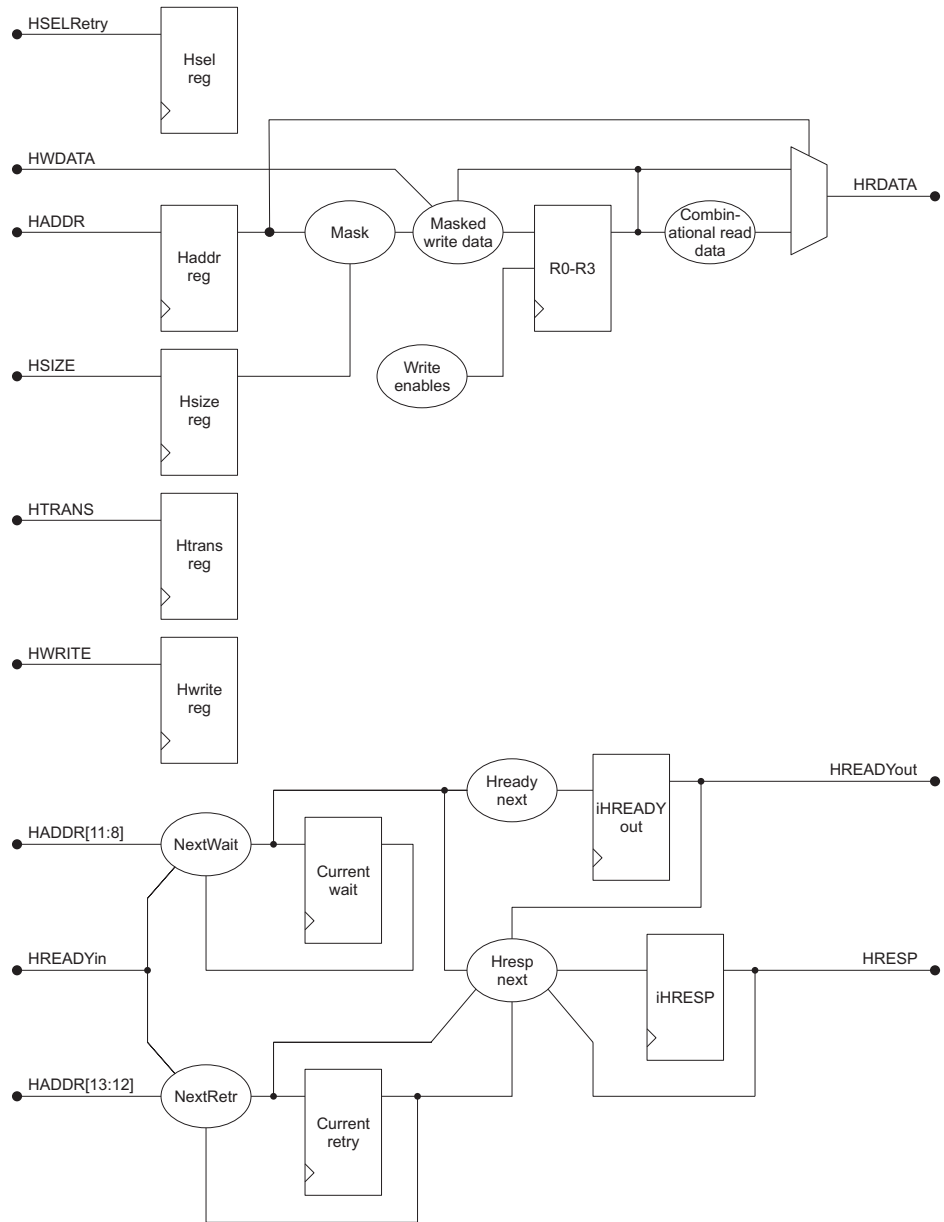 HSELRetry
Hsel
reg
HWDATA
HRDATA
HADDR
Haddr
reg
Mask
Masked
write data
R0-R3
Combin-
ational read
data
HSIZE
Hsize
reg
Write
enables
HTRANS
Htrans
reg
HWRITE
Hwrite
reg
Hready
next
iHREADY
out
HREADYout
HADDR[11:8]
NextWait
Current
wait
HREADYin
Hresp
next
iHRESP
HRESP
HADDR[13:12]
NextRetr
Current
retry